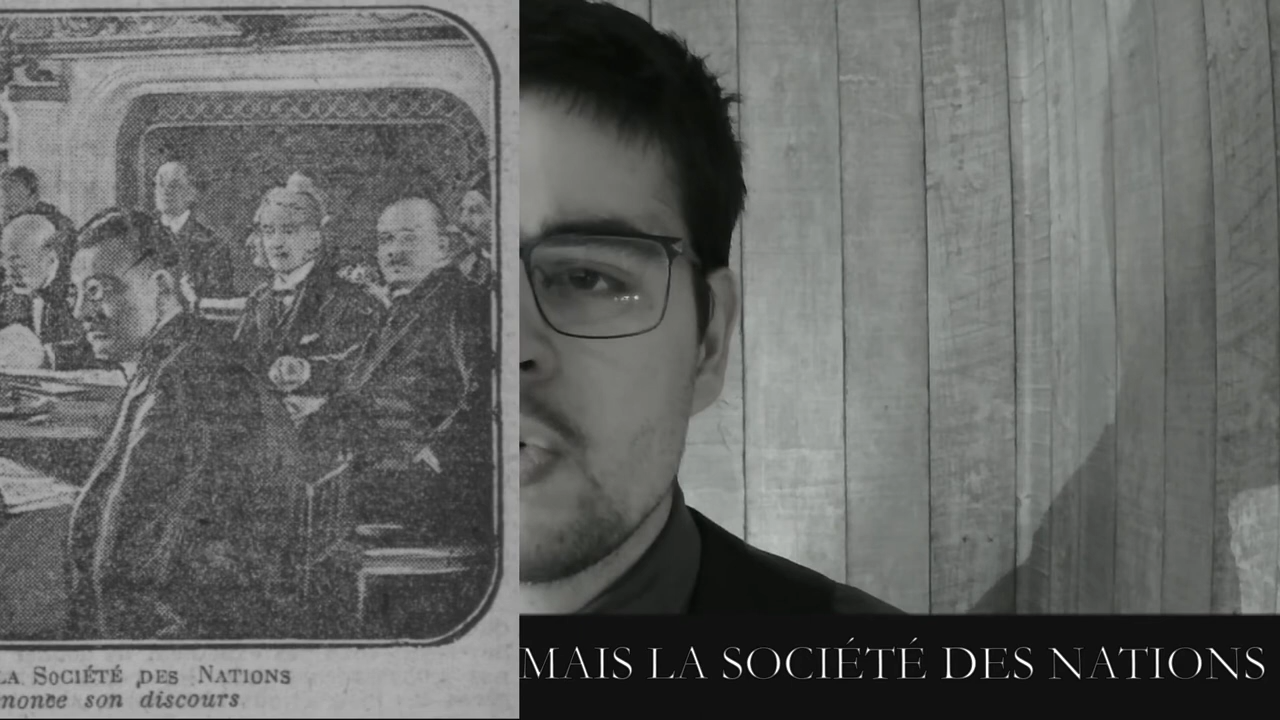 LA SOCIÉTÉ DES NATIONS
nonce son discours
MAIS LA SOCIÉTÉ DES NATIONS